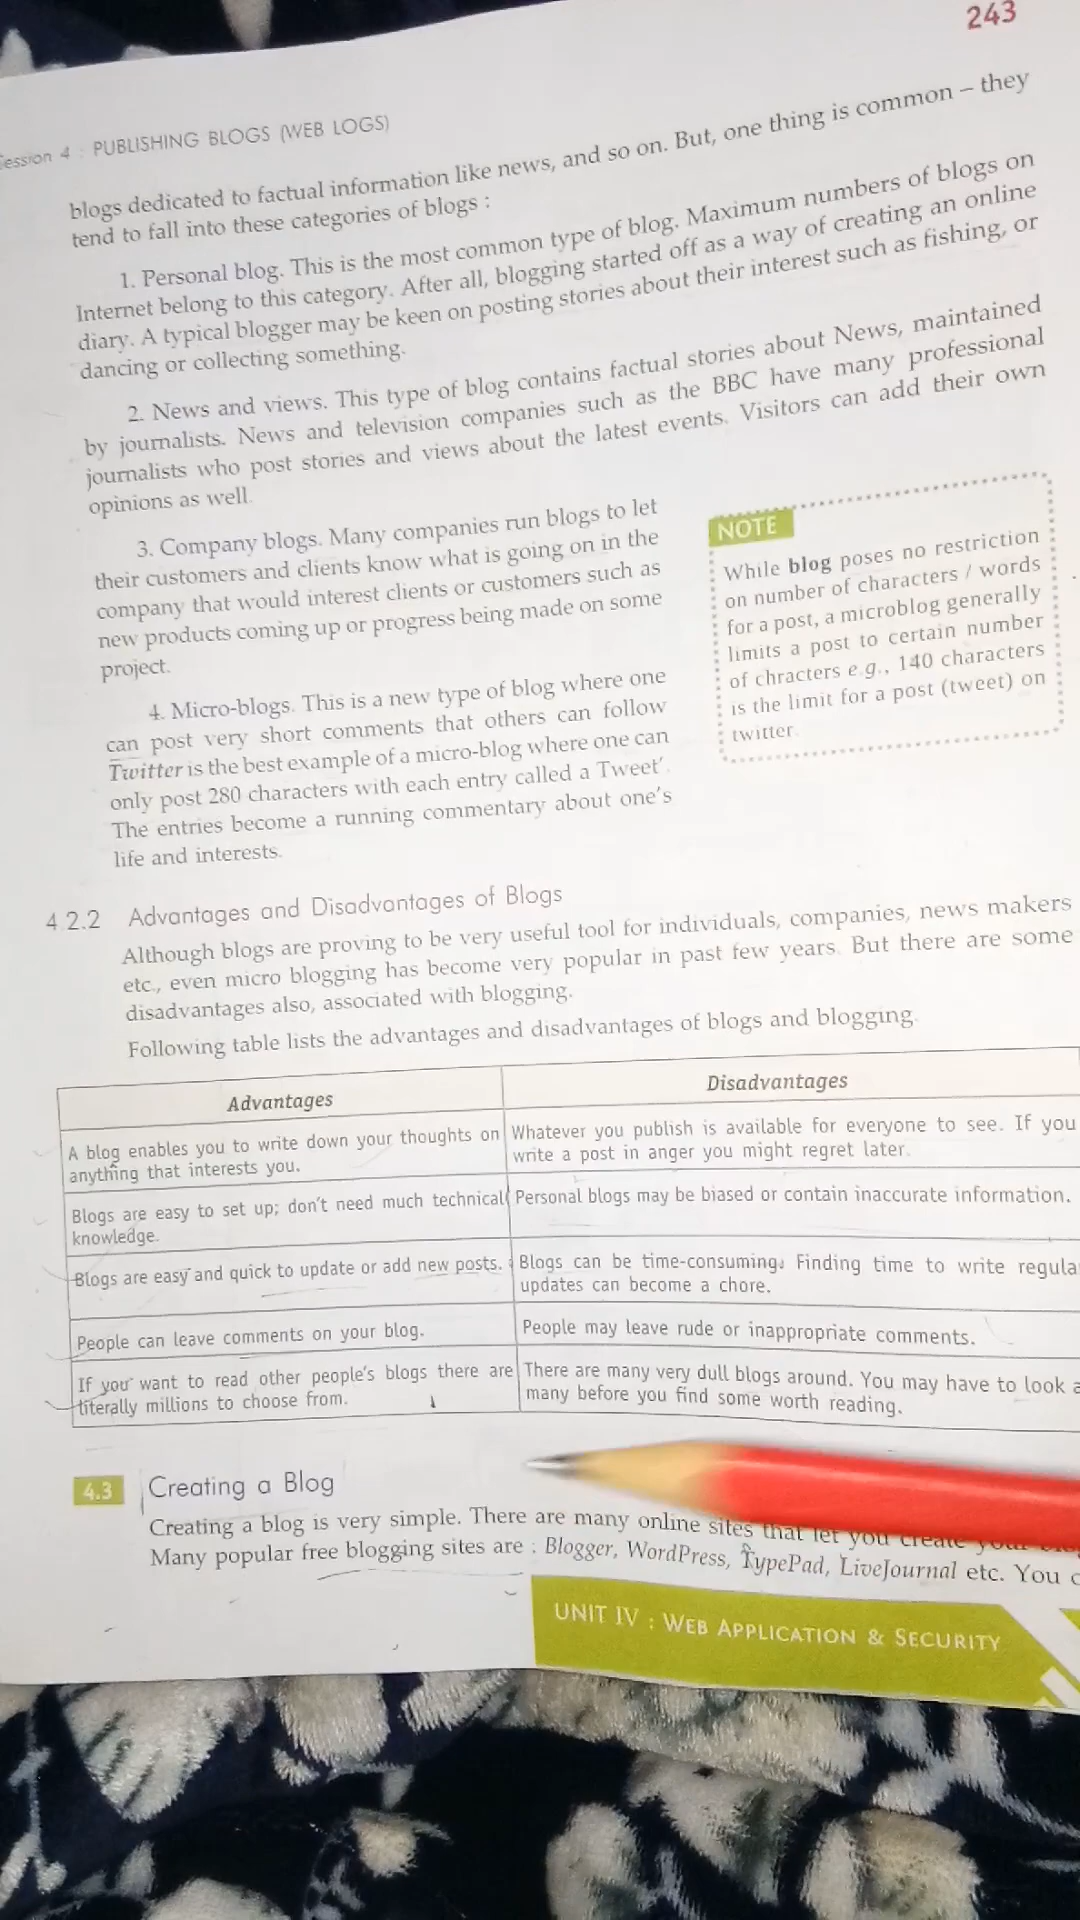 243
ession 4 : PUBLISHING BLOGS (WEB LOGS)
blogs dedicated to factual information like news, and so on. But, one thing is common – they
tend to fall into these categories of blogs :
1. Personal blog. This is the most common type of blog. Maximum numbers of blogs on
Internet belong to this category. After all, blogging started off as a way of creating an online
diary. A typical blogger may be keen on posting stories about their interest such as fishing, or
dancing or collecting something.
2. News and views. This type of blog contains factual stories about News, maintained
by journalists. News and television companies such as the BBC have many professional
journalists who post stories and views about the latest events. Visitors can add their own
opinions as well.
3. Company blogs. Many companies run blogs to let
their customers and clients know what is going on in the
company that would interest clients or customers such as
new products coming up or progress being made on some
project.
4. Micro-blogs. This is a new type of blog where one
can post very short comments that others can follow
Twitter is the best example of a micro-blog where one can
only post 280 characters with each entry called a Tweet'.
The entries become a running commentary about one's
life and interests.
NOTE
While blog poses no restriction
on number of characters / words
for a post, a microblog generally
limits a post to certain number
of chracters e.g., 140 characters
is the limit for a post (tweet) on
twitter.
4.2.2 Advantages and Disadvantages of Blogs
Although blogs are proving to be very useful tool for individuals, companies, news makers
etc., even micro blogging has become very popular in past few years. But there are some
disadvantages also, associated with blogging.
Following table lists the advantages and disadvantages of blogs and blogging.
Advantages
Disadvantages
A blog enables you to write down your thoughts on
anything that interests you.
Whatever you publish is available for everyone to see. If you
write a post in anger you might regret later.
Blogs are easy to set up; don't need much technical
knowledge.
Personal blogs may be biased or contain inaccurate information.
Blogs are easy and quick to update or add new posts.
Blogs can be time-consuming. Finding time to write regula
updates can become a chore.
People can leave comments on your blog.
People may leave rude or inappropriate comments.
If you want to read other people's blogs there are
literally millions to choose from.
There are many very dull blogs around. You may have to look a
many before you find some worth reading.
4.3 Creating a Blog
Creating a blog is very simple. There are many online sites that let you create your
Many popular free blogging sites are : Blogger, WordPress, TypePad, LiveJournal etc. You c
UNIT IV : WEB APPLICATION & SECURITY